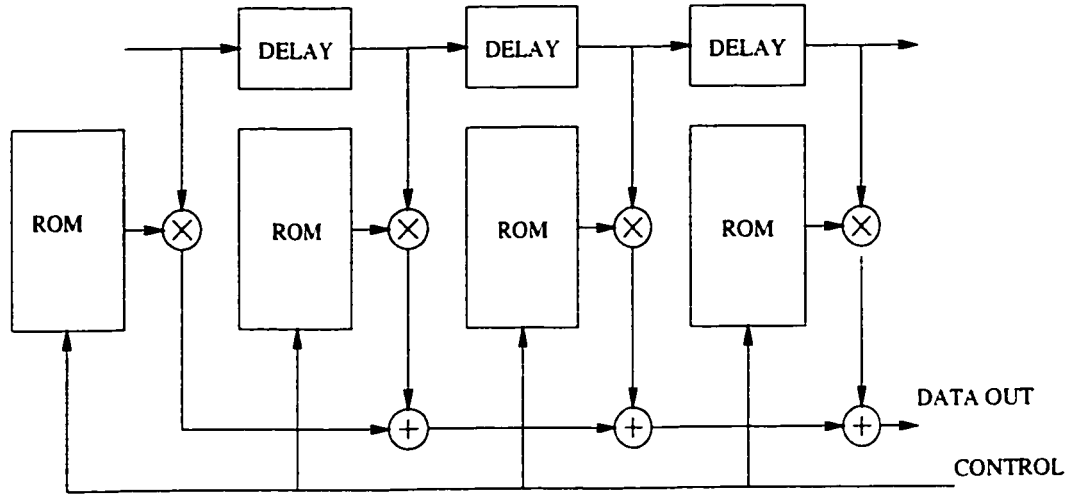 DELAY
DELAY
DELAY
ROM
ROM
ROM
ROM
DATA OUT
CONTROL